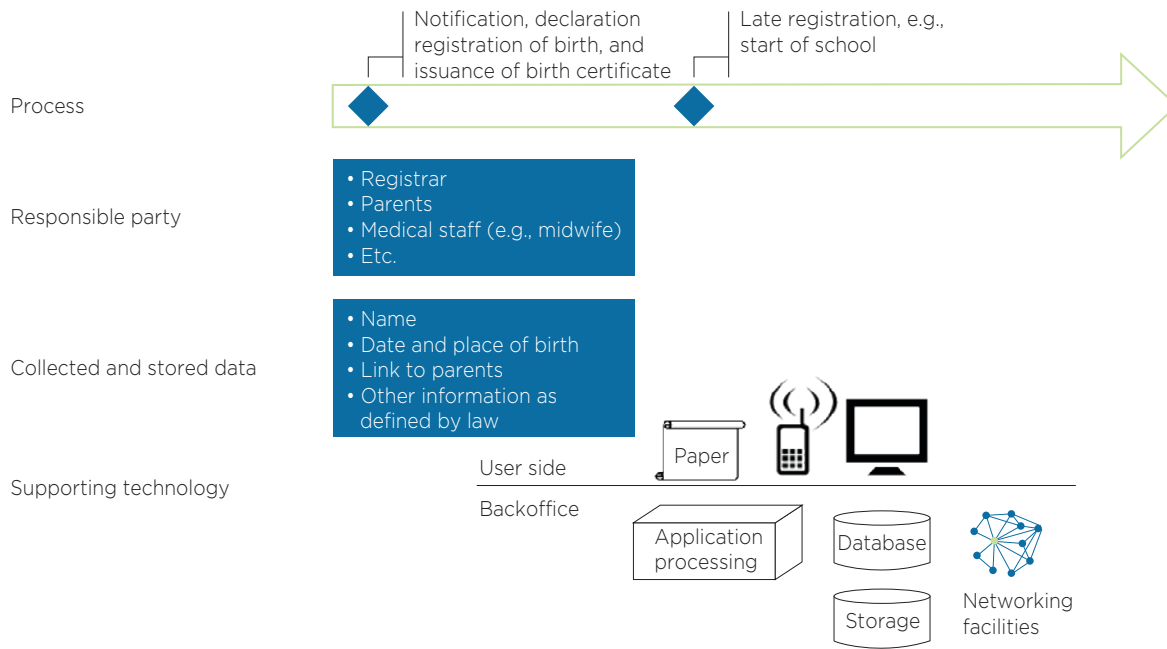 Notification, declaration
registration of birth, and
issuance of birth certificate
Late registration, e.g.,
start of school
Process
Responsible party
• Registrar
• Parents
• Medical staff (e.g., midwife)
• Etc.
Collected and stored data
• Name
• Date and place of birth
• Link to parents
• Other information as
defined by law
Supporting technology
User side
Paper
Backoffice
Application
processing
Database
Storage
Networking
facilities